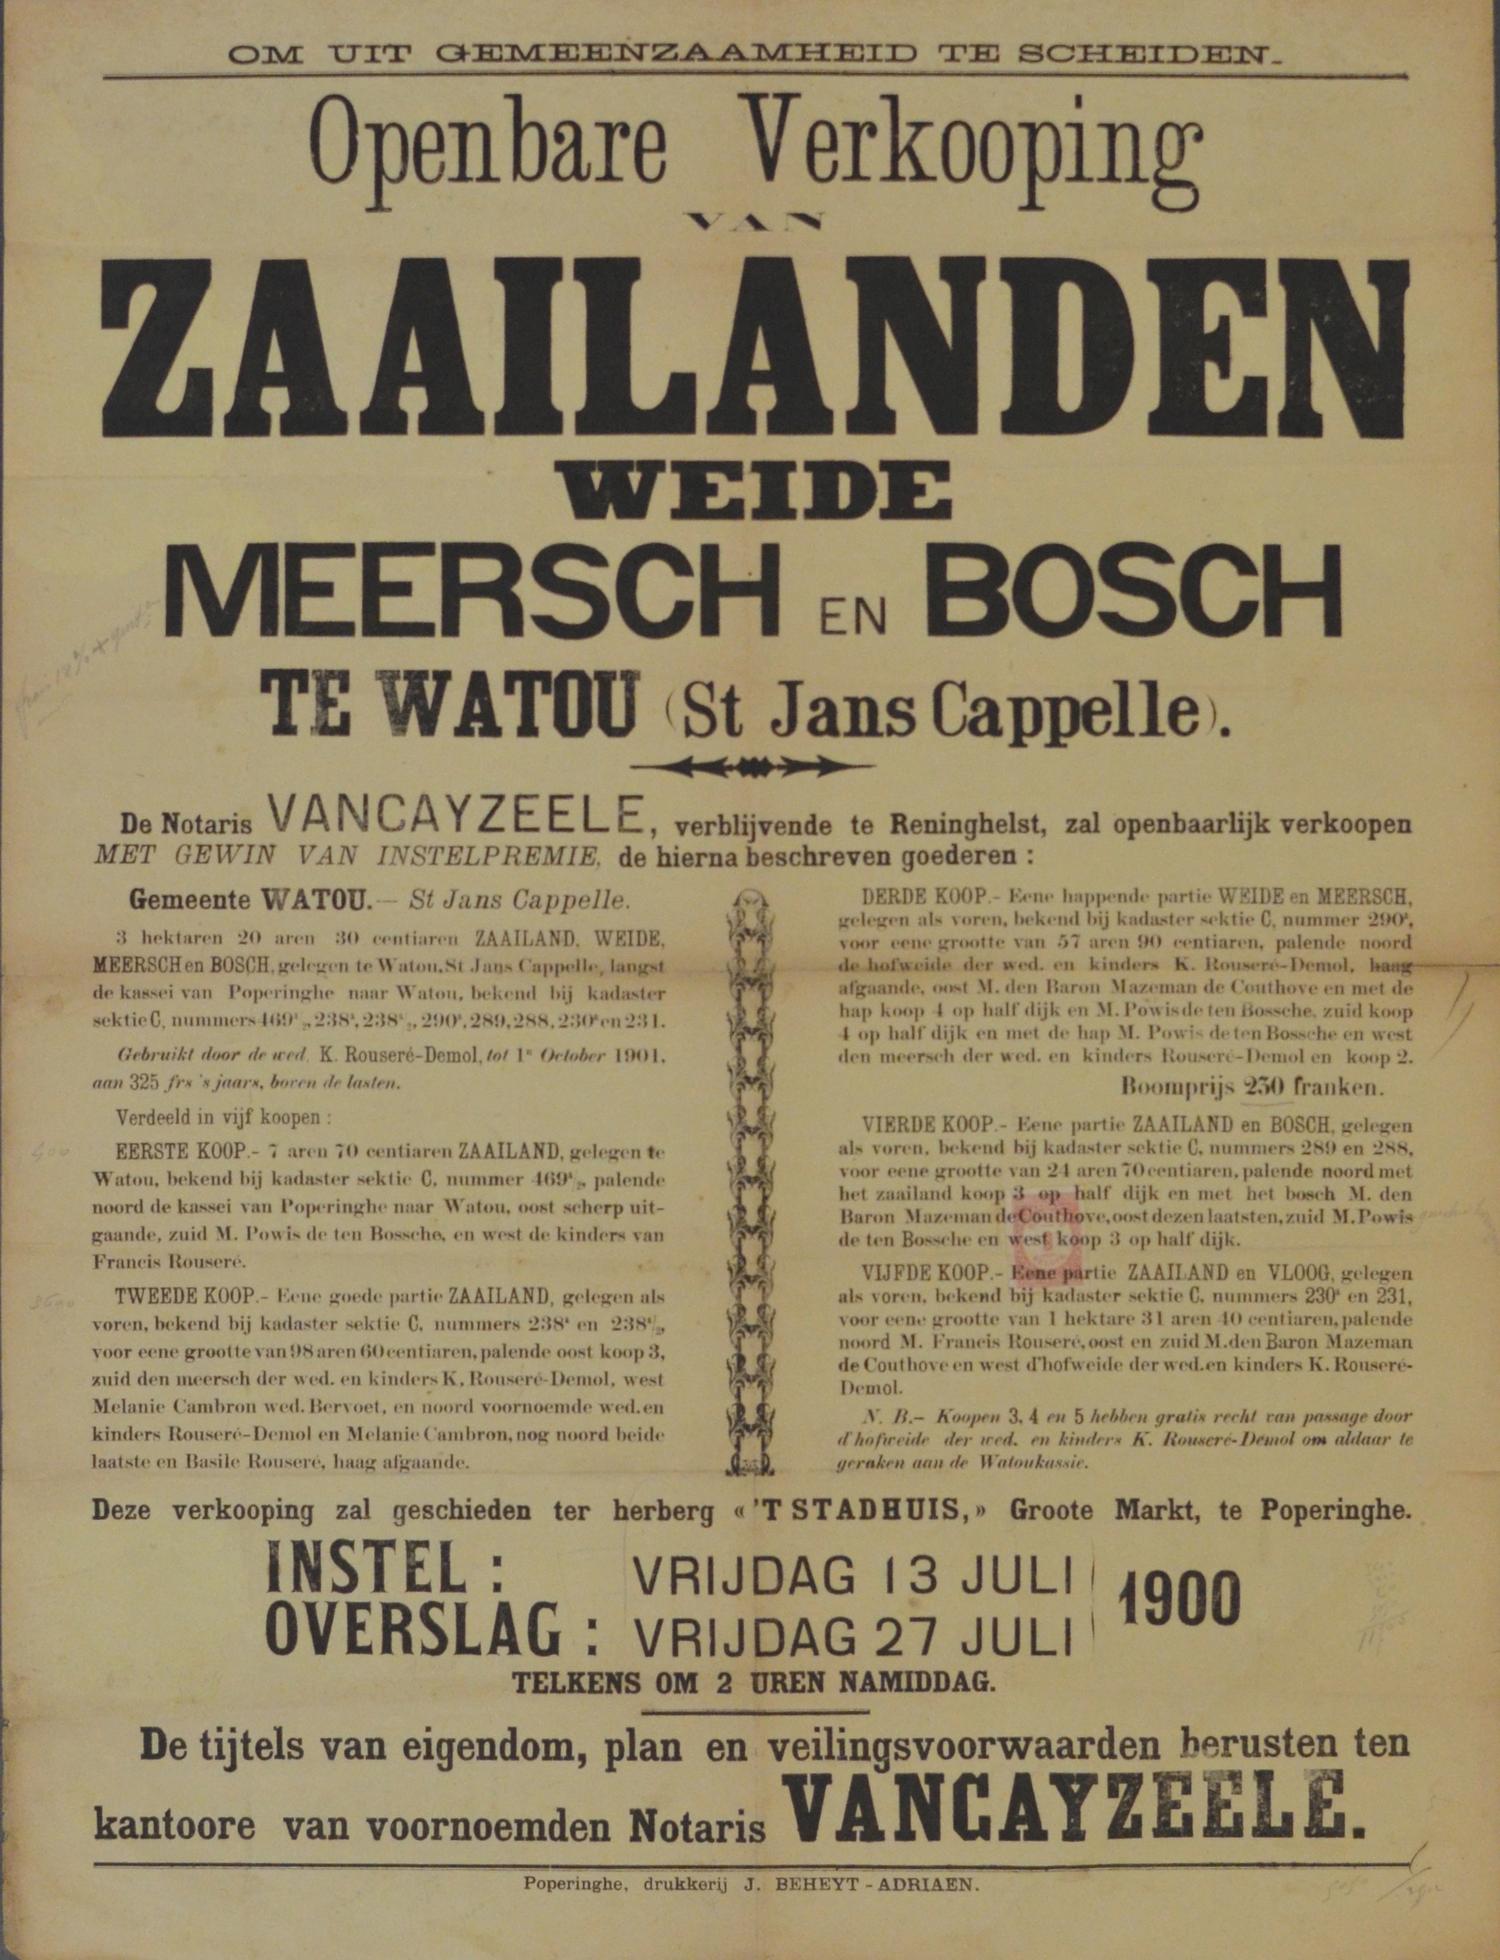 OM UIT GEMEENZAAMHEID TE SCHEIDEN.
Openbare Verkooping
VAN
ZAAILANDEN
WEIDE
MEERSCH EN BOSCH
TE WATOU (St Jans Cappelle).
De Notaris VANCAYZEELE, verblijvende te Reninghelst, zal openbaarlijk verkoopen
MET GEWIN VAN INSTELPREMIE, de hierna beschreven goederen :
Gemeente WATOU.— St Jans Cappelle.
3 hektaren 20 aren 30 centiaren ZAAILAND, WEIDE,
MEERSCH en BOSCH, gelegen te Watou, St Jans Cappelle, langst
de kassei van Poperinghe naar Watou, bekend bij kadaster
sektie C, nummers 469 , 238ᵃ, 238 , 290ᵃ, 289, 288, 230ᵃ en 231.
Gebruikt door de wed. K. Rouseré-Demol, tot 1ⁿ October 1901,
aan 325 frs 's jaars, boven de lasten.
Verdeeld in vijf koopen :
EERSTE KOOP.- 7 aren 70 centiaren ZAAILAND, gelegen te
Watou, bekend bij kadaster sektie C, nummer 469 , palende
noord de kassei van Poperinghe naar Watou, oost scherp uit-
gaande, zuid M. Powis de ten Bossche, en west de kinders van
Francis Rouseré.
TWEEDE KOOP.- Eene goede partie ZAAILAND, gelegen als
voren, bekend bij kadaster sektie C, nummers 238ᵃ en 238 ,
voor eene grootte van 98 aren 60 centiaren, palende oost koop 3,
zuid den meersch der wed. en kinders K. Rouseré-Demol, west
Melanie Cambron wed. Bervoet, en noord voornoemde wed. en
kinders Rouseré-Demol en Melanie Cambron, nog noord beide
laatste en Basile Rouseré, haag afgaande.
DERDE KOOP.- Eene happende partie WEIDE en MEERSCH,
gelegen als voren, bekend bij kadaster sektie C, nummer 290ᵃ,
voor eene grootte van 57 aren 90 centiaren, palende noord
de hofweide der wed. en kinders K. Rouseré-Demol, haag
afgaande, oost M. den Baron Mazeman de Couthove en met de
hap koop 4 op half dijk en M. Powis de ten Bossche, zuid koop
4 op half dijk en met de hap M. Powis de ten Bossche en west
den meersch der wed. en kinders Rouseré-Demol en koop 2.
Boomprijs 230 franken.
VIERDE KOOP.- Eene partie ZAAILAND en BOSCH, gelegen
als voren, bekend bij kadaster sektie C, nummers 289 en 288,
voor eene grootte van 24 aren 70 centiaren, palende noord met
het zaailand koop 3 op half dijk en met het bosch M. den
Baron Mazeman de Couthove, oost dezen laatsten, zuid M. Powis
de ten Bossche en west koop 3 op half dijk.
VIJFDE KOOP.- Eene partie ZAAILAND en VLOOG, gelegen
als voren, bekend bij kadaster sektie C, nummers 230ᵃ en 231,
voor eene grootte van 1 hektare 31 aren 40 centiaren, palende
noord M. Francis Rouseré, oost en zuid M. den Baron Mazeman
de Couthove en west d'hofweide der wed. en kinders K. Rouseré-
Demol.
N. B.- Koopen 3, 4 en 5 hebben gratis recht van passage door
d'hofweide der wed. en kinders K. Rouseré-Demol om aldaar te
geraken aan de Watoukassie.
Deze verkooping zal geschieden ter herberg « 'T STADHUIS, » Groote Markt, te Poperinghe.
INSTEL : VRIJDAG 13 JULI
OVERSLAG : VRIJDAG 27 JULI
1900
TELKENS OM 2 UREN NAMIDDAG.
De tijtels van eigendom, plan en veilingsvoorwaarden berusten ten
kantoore van voornoemden Notaris VANCAYZEELE.
Poperinghe, drukkerij J. BEHEYT-ADRIAEN.